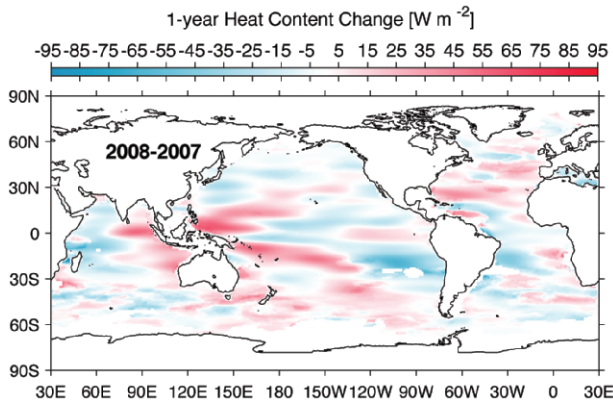 1-year Heat Content Change [W m⁻²]
-95 -85 -75 -65 -55 -45 -35 -25 -15 -5 5 15 25 35 45 55 65 75 85 95
90N
60N
2008-2007
30N
0
30S
60S
90S
30E 60E 90E 120E 150E 180 150W 120W 90W 60W 30W 0 30E